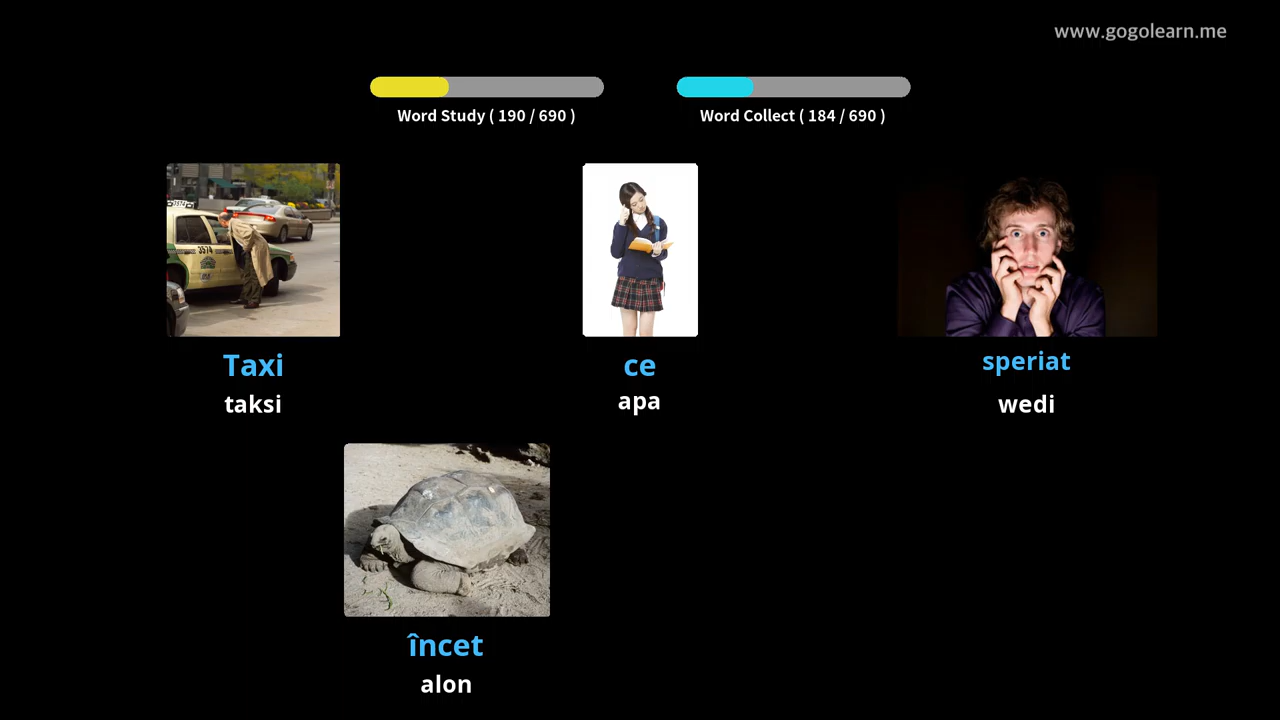 www.gogolearn.me
Word Study ( 190 / 690 )
Word Collect ( 184 / 690 )
3574
Taxi
taksi
ce
apa
speriat
wedi
încet
alon